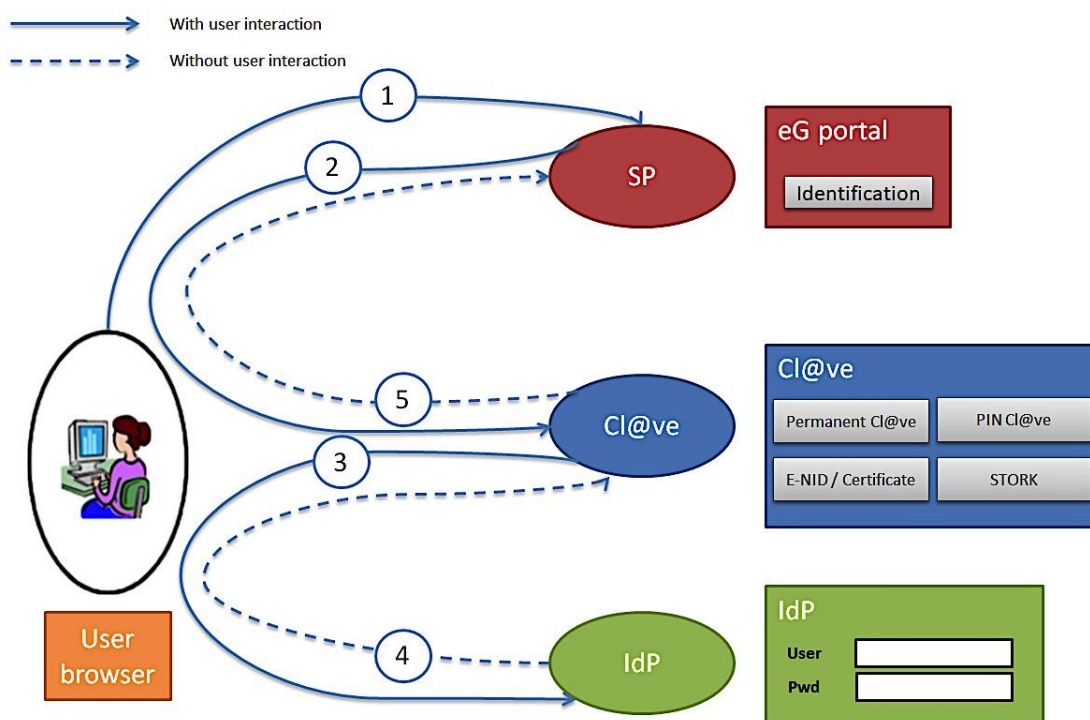 With user interaction
Without user interaction
1
eG portal
2
SP
Identification
Cl@ve
5
Cl@ve
Permanent Cl@ve
PIN Cl@ve
3
E-NID / Certificate
STORK
IdP
User
browser
4
IdP
User
Pwd